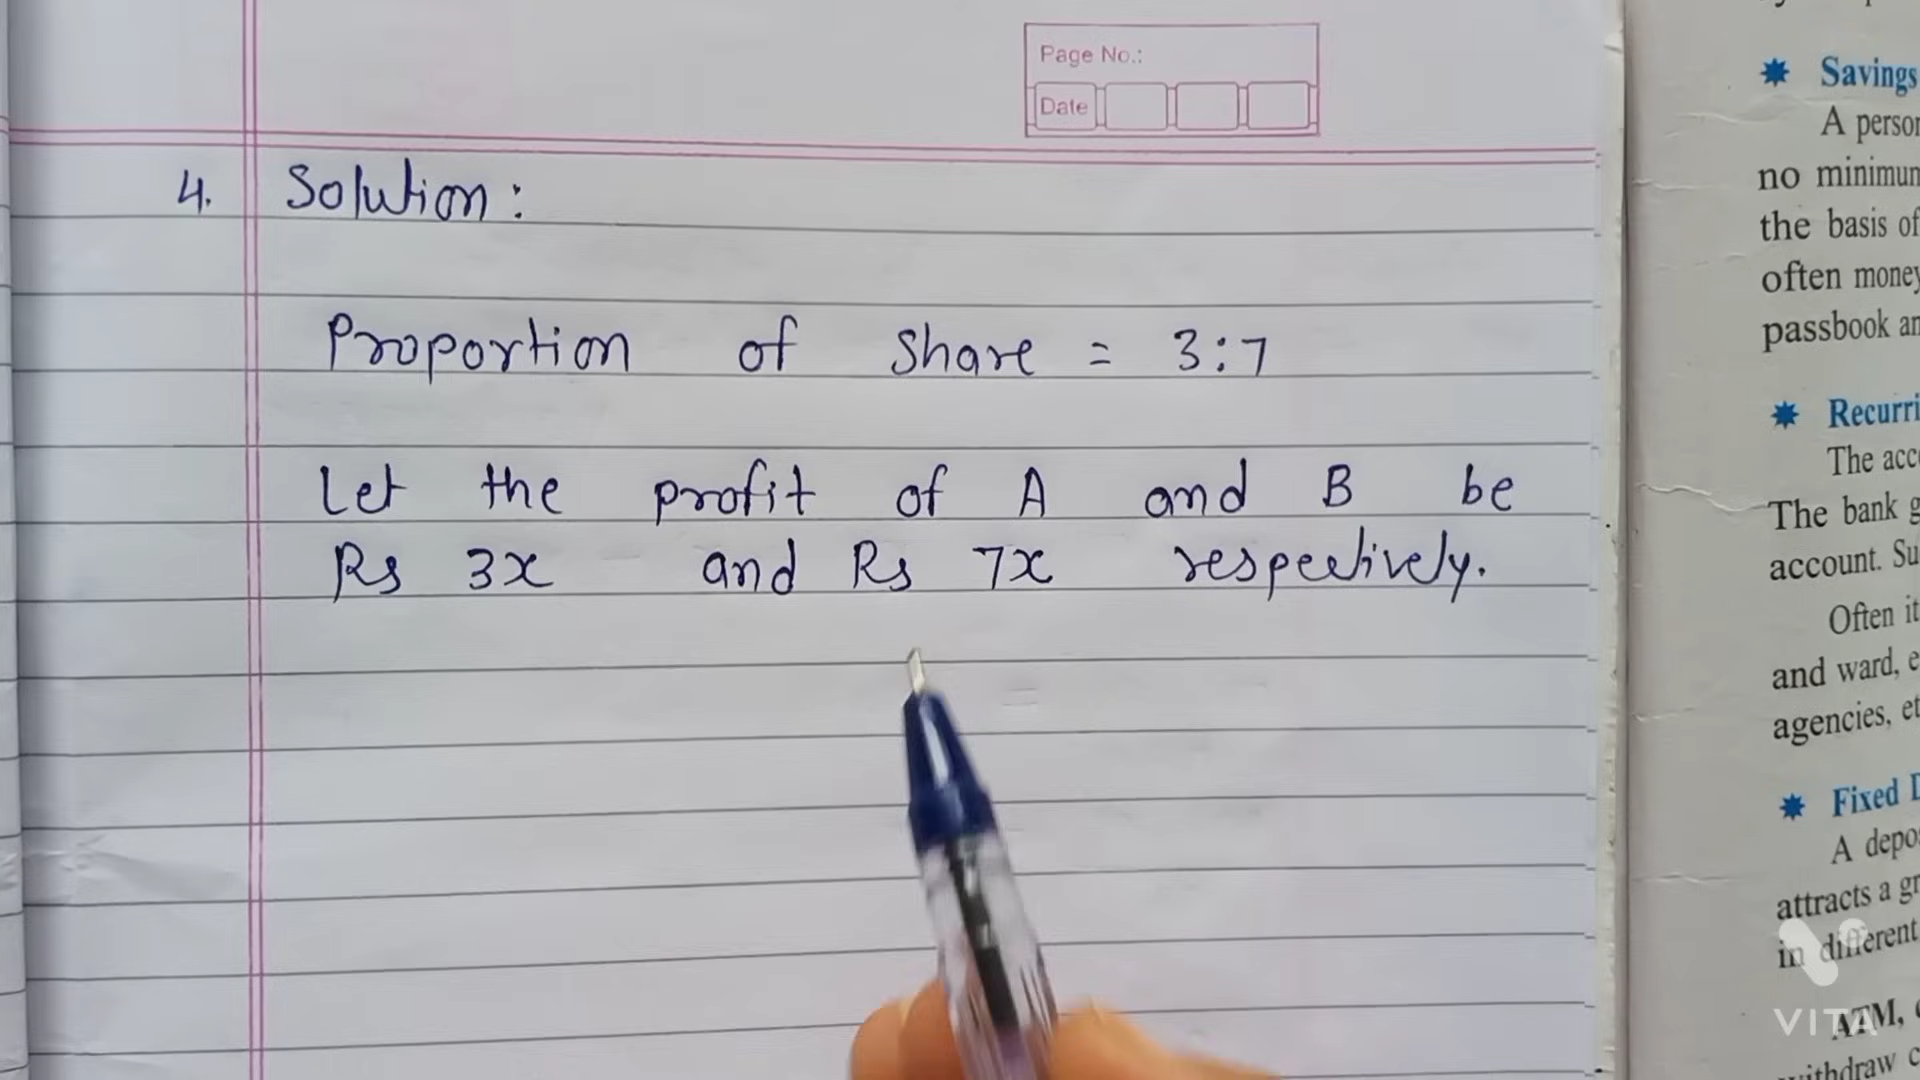 Page No.:
Date
4. Solution:
Proportion of share = 3:7
Let the profit of A and B be
Rs 3x and Rs 7x respectively.
✷ Savings
A person
no minimum
the basis of
often money
passbook an
✷ Recurri
The acc
The bank g
account. Su
Often it
and ward, e
agencies, et
✷ Fixed D
A depo
attracts a gr
in different
ATM, c
withdraw c
VITA